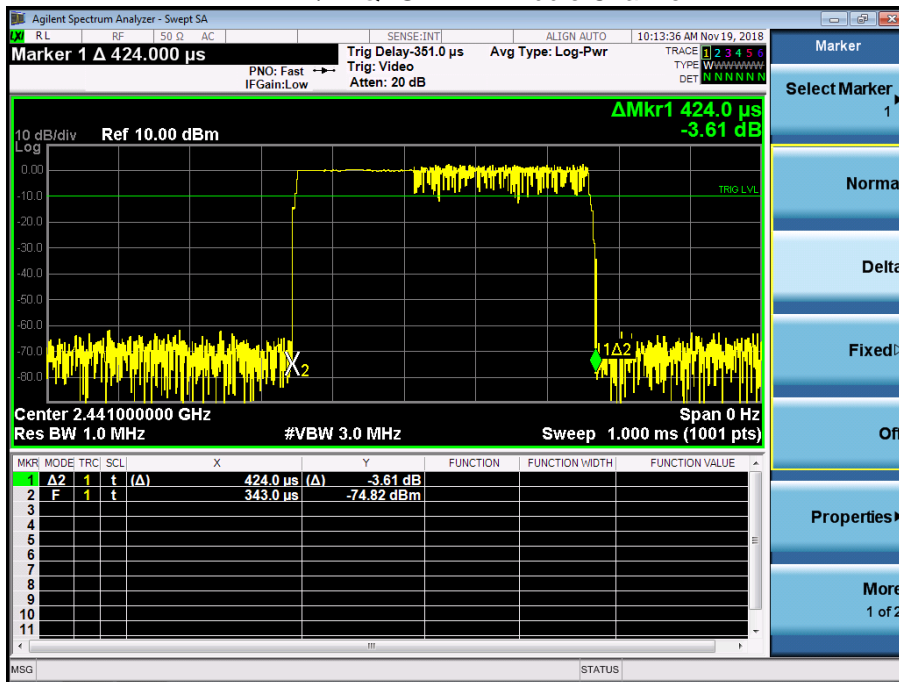 Agilent Spectrum Analyzer - Swept SA
LXI RL RF 50 Ω AC SENSE:INT ALIGN AUTO 10:13:36 AM Nov 19, 2018
Marker 1 Δ 424.000 µs
PNO: Fast
IFGain:Low
Trig Delay-351.0 µs
Trig: Video
Atten: 20 dB
Avg Type: Log-Pwr
TRACE 1 2 3 4 5 6
TYPE WWWWWW
DET N N N N N N
ΔMkr1 424.0 µs
-3.61 dB
10 dB/div Ref 10.00 dBm
Log
0.00
-10.0
TRIG LVL
-20.0
-30.0
-40.0
-50.0
-60.0
-70.0
-80.0
2
1Δ2
Center 2.441000000 GHz Span 0 Hz
Res BW 1.0 MHz #VBW 3.0 MHz Sweep 1.000 ms (1001 pts)
MKR MODE TRC SCL X Y FUNCTION FUNCTION WIDTH FUNCTION VALUE
1 Δ2 1 t (Δ) 424.0 µs (Δ) -3.61 dB
2 F 1 t 343.0 µs -74.82 dBm
3
4
5
6
7
8
9
10
11
MSG STATUS
Marker
Select Marker
1
Norma
Delta
Fixed
Off
Properties
More
1 of 2